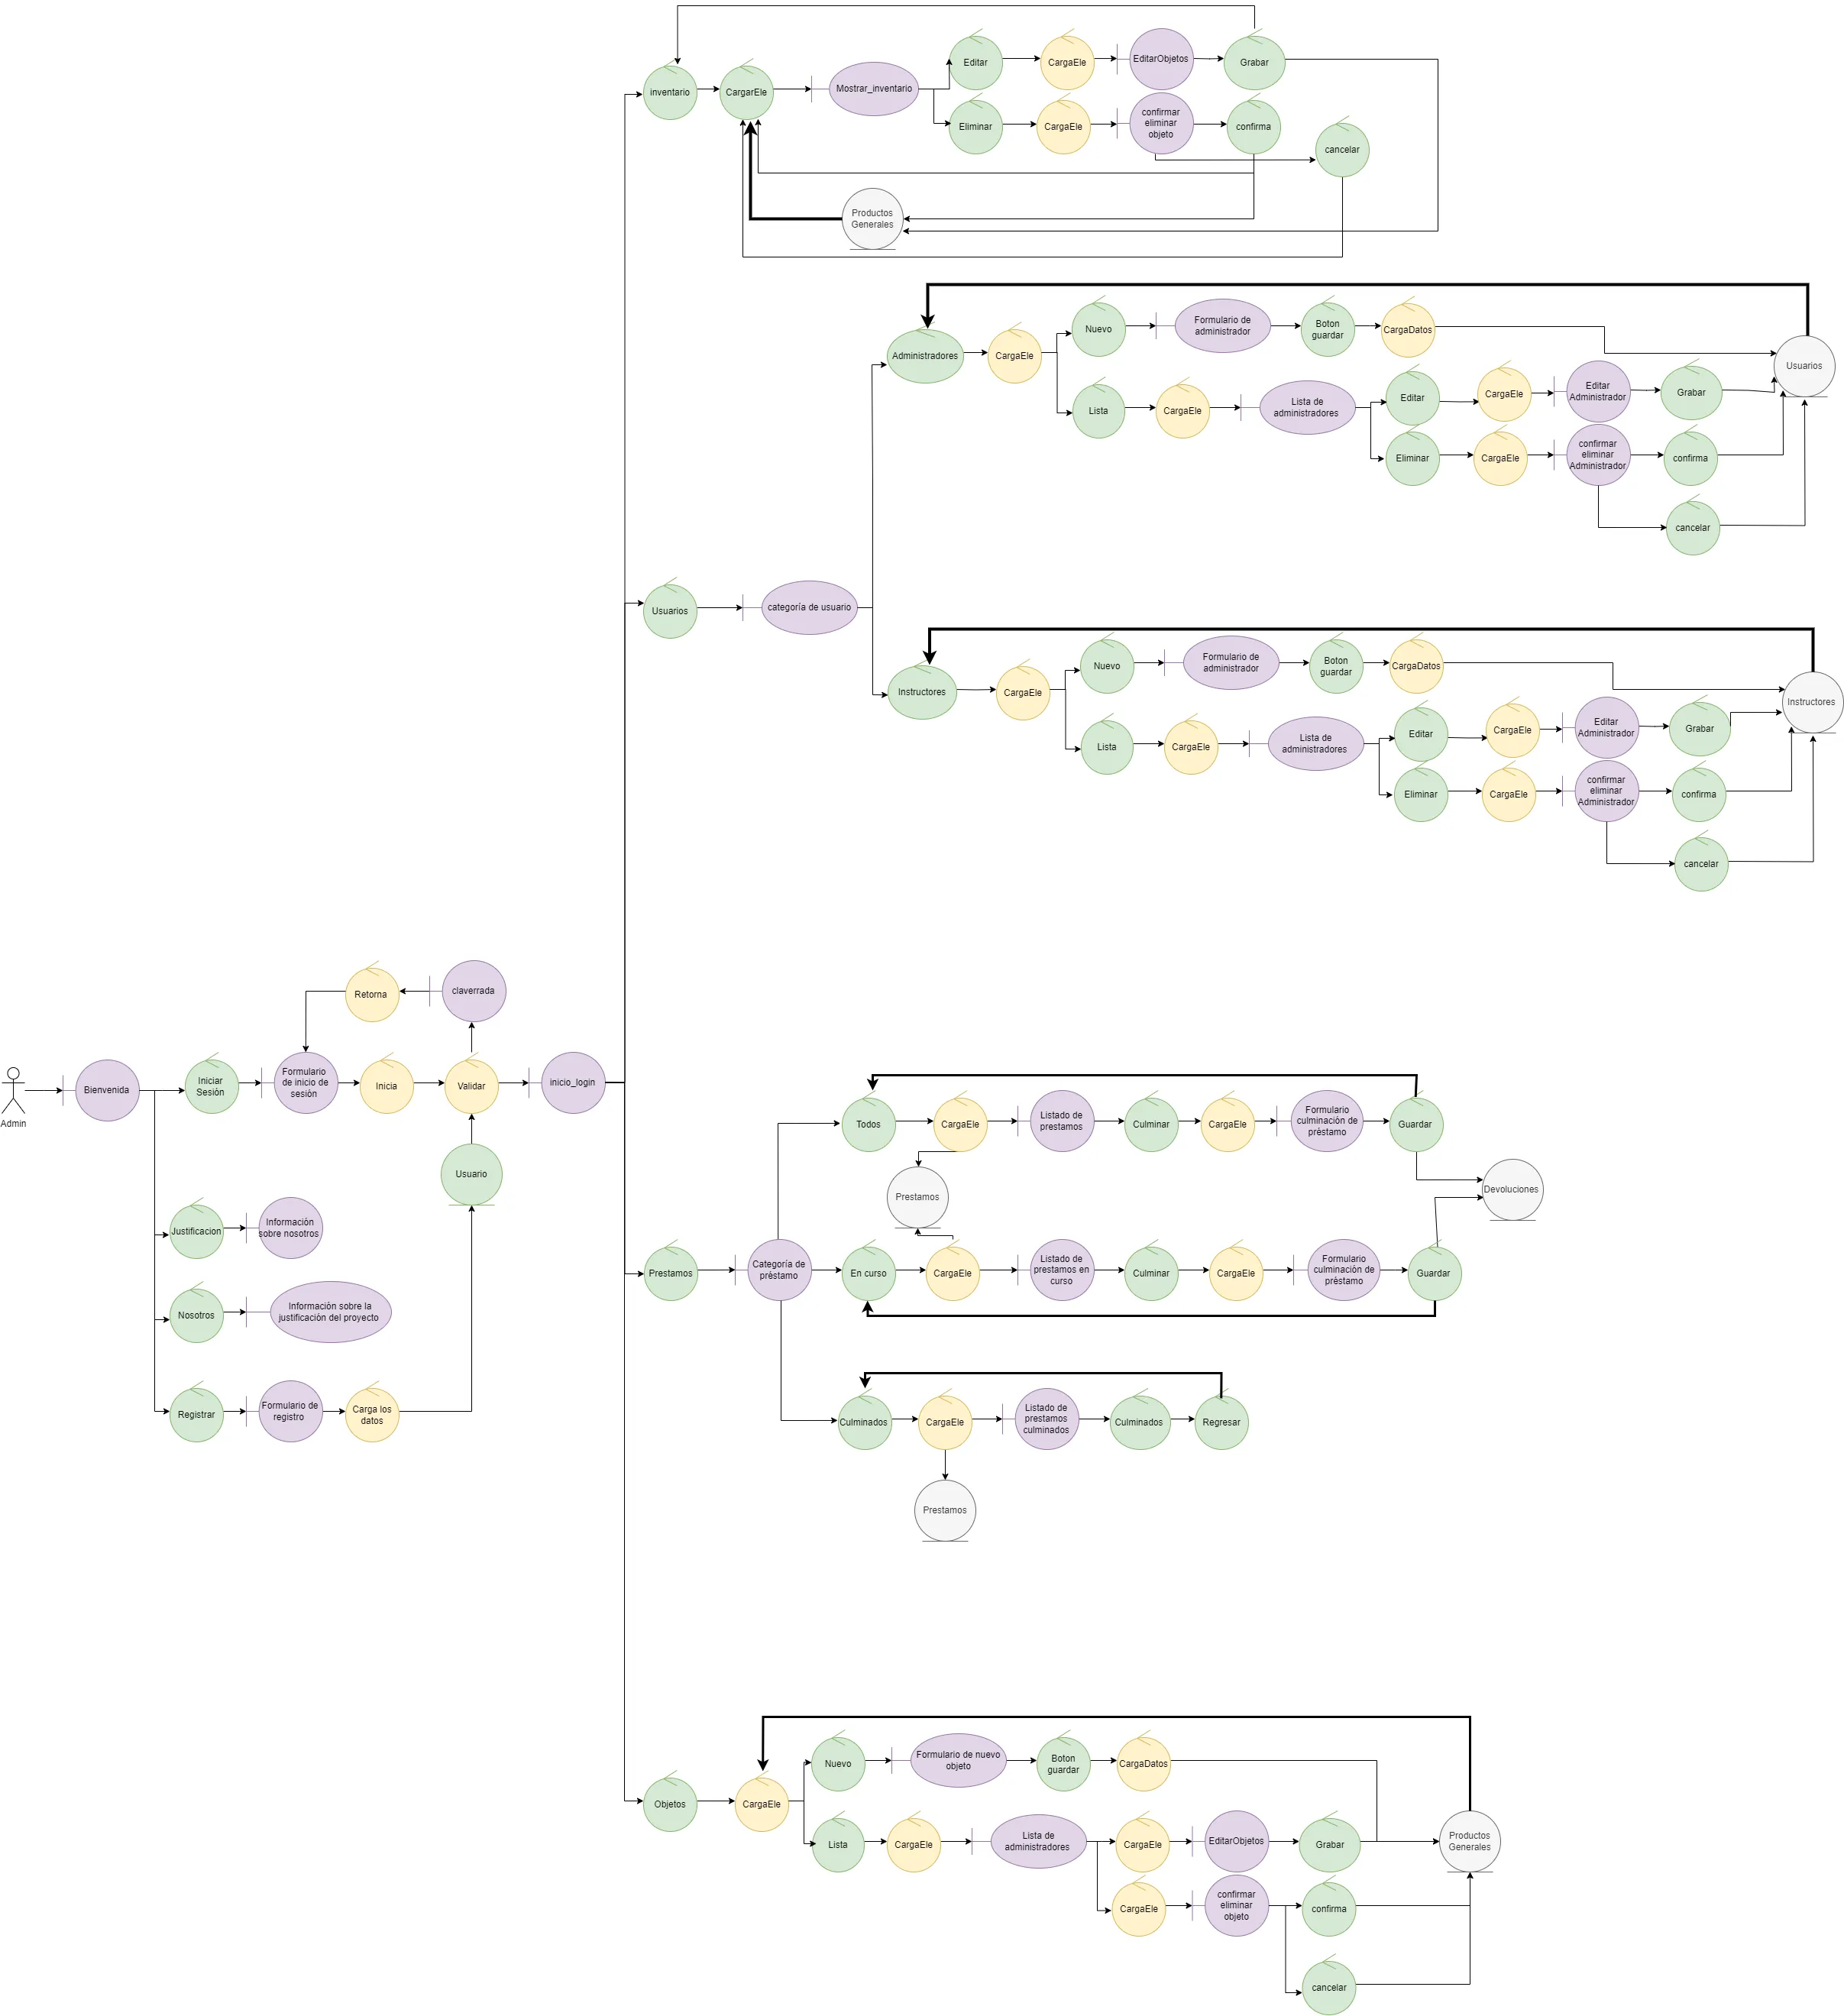 Editar
CargaEle
EditarObjetos
Grabar
inventario
CargarEle
Mostrar_inventario
Eliminar
CargaEle
confirmar
eliminar
objeto
confirma
cancelar
Productos
Generales
Administradores
CargaEle
Nuevo
Formulario de
administrador
Boton
guardar
CargaDatos
Usuarios
Lista
CargaEle
Lista de
administradores
Editar
CargaEle
Editar
Administrador
Grabar
Eliminar
CargaEle
confirmar
eliminar
Administrador
confirma
cancelar
Usuarios
categoría de usuario
Instructores
CargaEle
Nuevo
Formulario de
administrador
Boton
guardar
CargaDatos
Instructores
Lista
CargaEle
Lista de
administradores
Editar
CargaEle
Editar
Administrador
Grabar
Eliminar
CargaEle
confirmar
eliminar
Administrador
confirma
cancelar
Retorna
claverrada
Admin
Bienvenida
Iniciar
Sesión
Formulario
de inicio de
sesión
Inicia
Validar
inicio_login
Usuario
Justificacion
Información
sobre nosotros
Nosotros
Información sobre la
justificación del proyecto
Registrar
Formulario de
registro
Carga los
datos
Todos
CargaEle
Listado de
prestamos
Culminar
CargaEle
Formulario
culminación de
préstamo
Guardar
Prestamos
Devoluciones
Prestamos
Categoría de
préstamo
En curso
CargaEle
Listado de
prestamos en
curso
Culminar
CargaEle
Formulario
culminación de
préstamo
Guardar
Culminados
CargaEle
Listado de
prestamos
culminados
Culminados
Regresar
Prestamos
Objetos
CargaEle
Nuevo
Formulario de nuevo
objeto
Boton
guardar
CargaDatos
Lista
CargaEle
Lista de
administradores
CargaEle
EditarObjetos
Grabar
Productos
Generales
CargaEle
confirmar
eliminar
objeto
confirma
cancelar